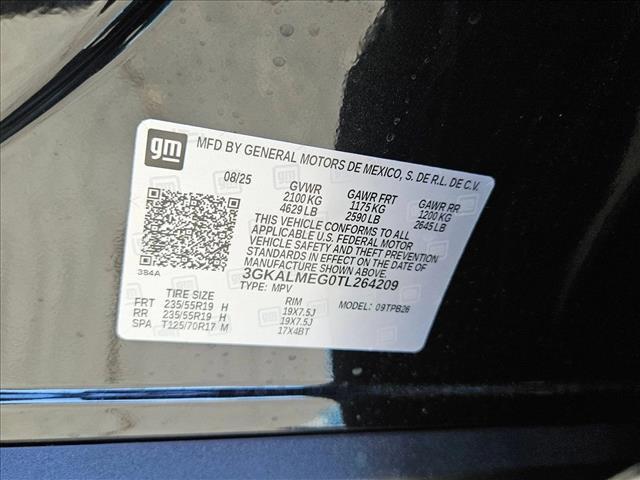 gm MFD BY GENERAL MOTORS DE MEXICO, S. DE R.L. DE C.V.
08/25 GVWR GAWR FRT GAWR RR
2100 KG 1175 KG 1200 KG
4629 LB 2590 LB 2645 LB
THIS VEHICLE CONFORMS TO ALL
APPLICABLE U.S. FEDERAL MOTOR
VEHICLE SAFETY AND THEFT PREVENTION
STANDARDS IN EFFECT ON THE DATE OF
MANUFACTURE SHOWN ABOVE.
3GKALMEG0TL264209
3S4A
TYPE: MPV MODEL: 09TPB26
TIRE SIZE RIM
FRT 235/55R19 H 19X7.5J
RR 235/55R19 H 19X7.5J
SPA T125/70R17 M 17X4BT